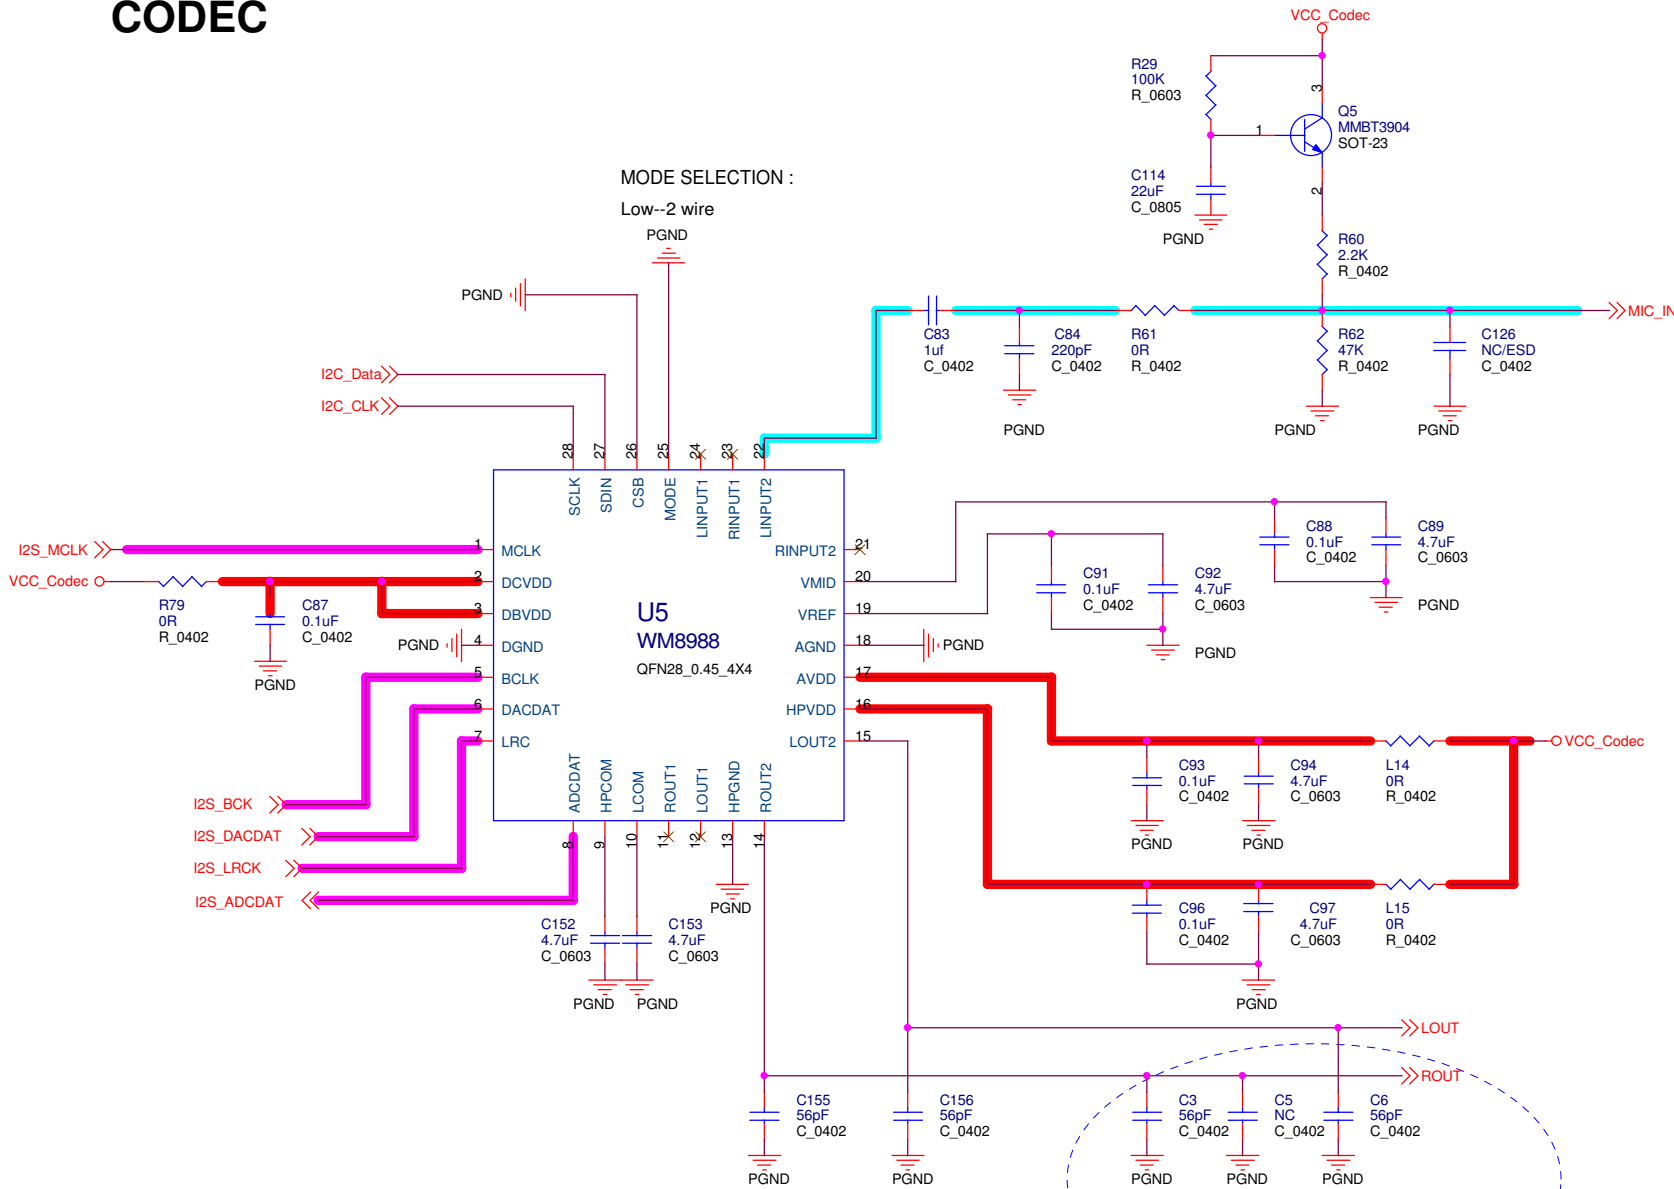 CODEC
VCC_Codec
R29
100K
R_0603
3
1
Q5
MMBT3904
SOT-23
C114
22uF
C_0805
2
PGND
R60
2.2K
R_0402
MODE SELECTION :
Low--2 wire
PGND
PGND
MIC_IN
C83
1uf
C_0402
C84
220pF
C_0402
R61
0R
R_0402
R62
47K
R_0402
C126
NC/ESD
C_0402
PGND
PGND
PGND
I2C_Data
I2C_CLK
28
27
26
25
24
23
22
SCLK
SDIN
CSB
MODE
LINPUT1
RINPUT1
LINPUT2
I2S_MCLK
1
MCLK
VCC_Codec
2
DCVDD
3
DBVDD
4
DGND
5
BCLK
6
DACDAT
7
LRC
R79
0R
R_0402
C87
0.1uF
C_0402
PGND
PGND
U5
WM8988
QFN28_0.45_4X4
RINPUT2
21
VMID
20
VREF
19
AGND
18
PGND
AVDD
17
HPVDD
16
LOUT2
15
C88
0.1uF
C_0402
C89
4.7uF
C_0603
PGND
C91
0.1uF
C_0402
C92
4.7uF
C_0603
PGND
VCC_Codec
C93
0.1uF
C_0402
C94
4.7uF
C_0603
L14
0R
R_0402
PGND
PGND
ADCDAT
HPCOM
LCOM
ROUT1
LOUT1
HPGND
ROUT2
8
9
10
11
12
13
14
I2S_BCK
I2S_DACDAT
I2S_LRCK
I2S_ADCDAT
PGND
C152
4.7uF
C_0603
C153
4.7uF
C_0603
PGND
PGND
C96
0.1uF
C_0402
C97
4.7uF
C_0603
L15
0R
R_0402
PGND
LOUT
ROUT
C155
56pF
C_0402
C156
56pF
C_0402
C3
56pF
C_0402
C5
NC
C_0402
C6
56pF
C_0402
PGND
PGND
PGND
PGND
PGND